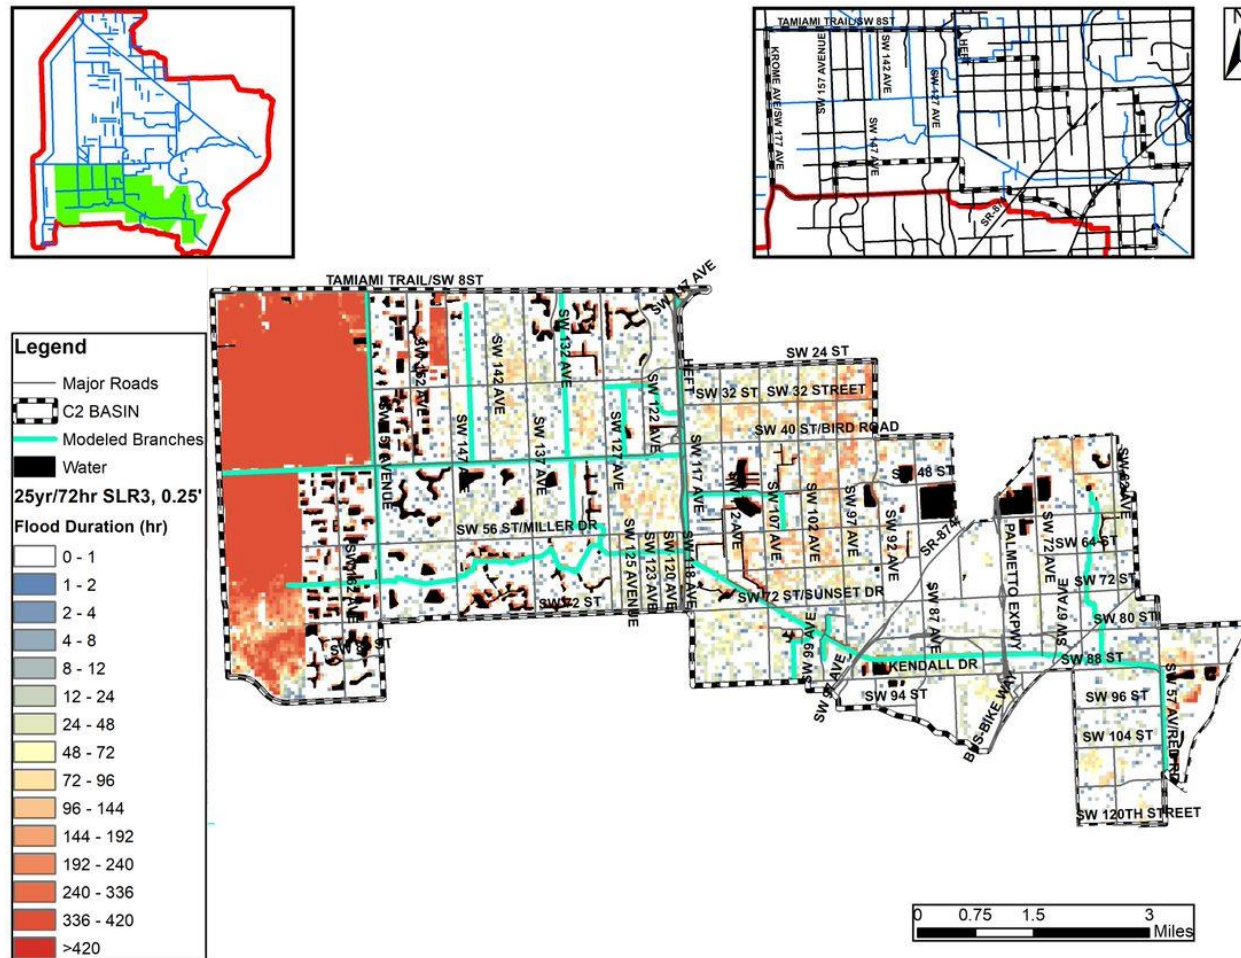 TAMIAMI TRAIL/SW 8ST
HEFT
KROME AVE/SW 177 AVE
SW 157 AVENUE
SW 142 AVE
SW 127 AVE
SW 147 AVE
SR-874
N
TAMIAMI TRAIL/SW 8ST
Legend
Major Roads
C2 BASIN
Modeled Branches
Water
25yr/72hr SLR3, 0.25'
Flood Duration (hr)
0 - 1
1 - 2
2 - 4
4 - 8
8 - 12
12 - 24
24 - 48
48 - 72
72 - 96
96 - 144
144 - 192
192 - 240
240 - 336
336 - 420
>420
SW 142 AVE
SW 132 AVE
HEFT
SW 24 ST
SW 32 ST
SW 32 STREET
SW 122 AVE
SW 40 ST/BIRD ROAD
SW 137 AVE
SW 127 AVE
SW 117 AVE
SW 107 AVE
SW 102 AVE
SW 97 AVE
SW 92 AVE
48 ST
SW 56 ST/MILLER DR
SR-874
PALMETTO EXPWY
SW 72 AVE
SW 64 ST
SW 162 AVE
SW 125 AVENUE
SW 123 AVE
SW 120 AVE
SW 118 AVE
SW 72 ST
SW 72 ST/SUNSET DR
SW 87 AVE
SW 67AVE
SW 72 ST
SW 80 ST
SW 99 AVE
SW 97 AVE
KENDALL DR
SW 88 ST
SW 94 ST
SW 96 ST
SW 57 AV/RED RD
SW 104 ST
SW 120TH STREET
0 0.75 1.5 3
Miles